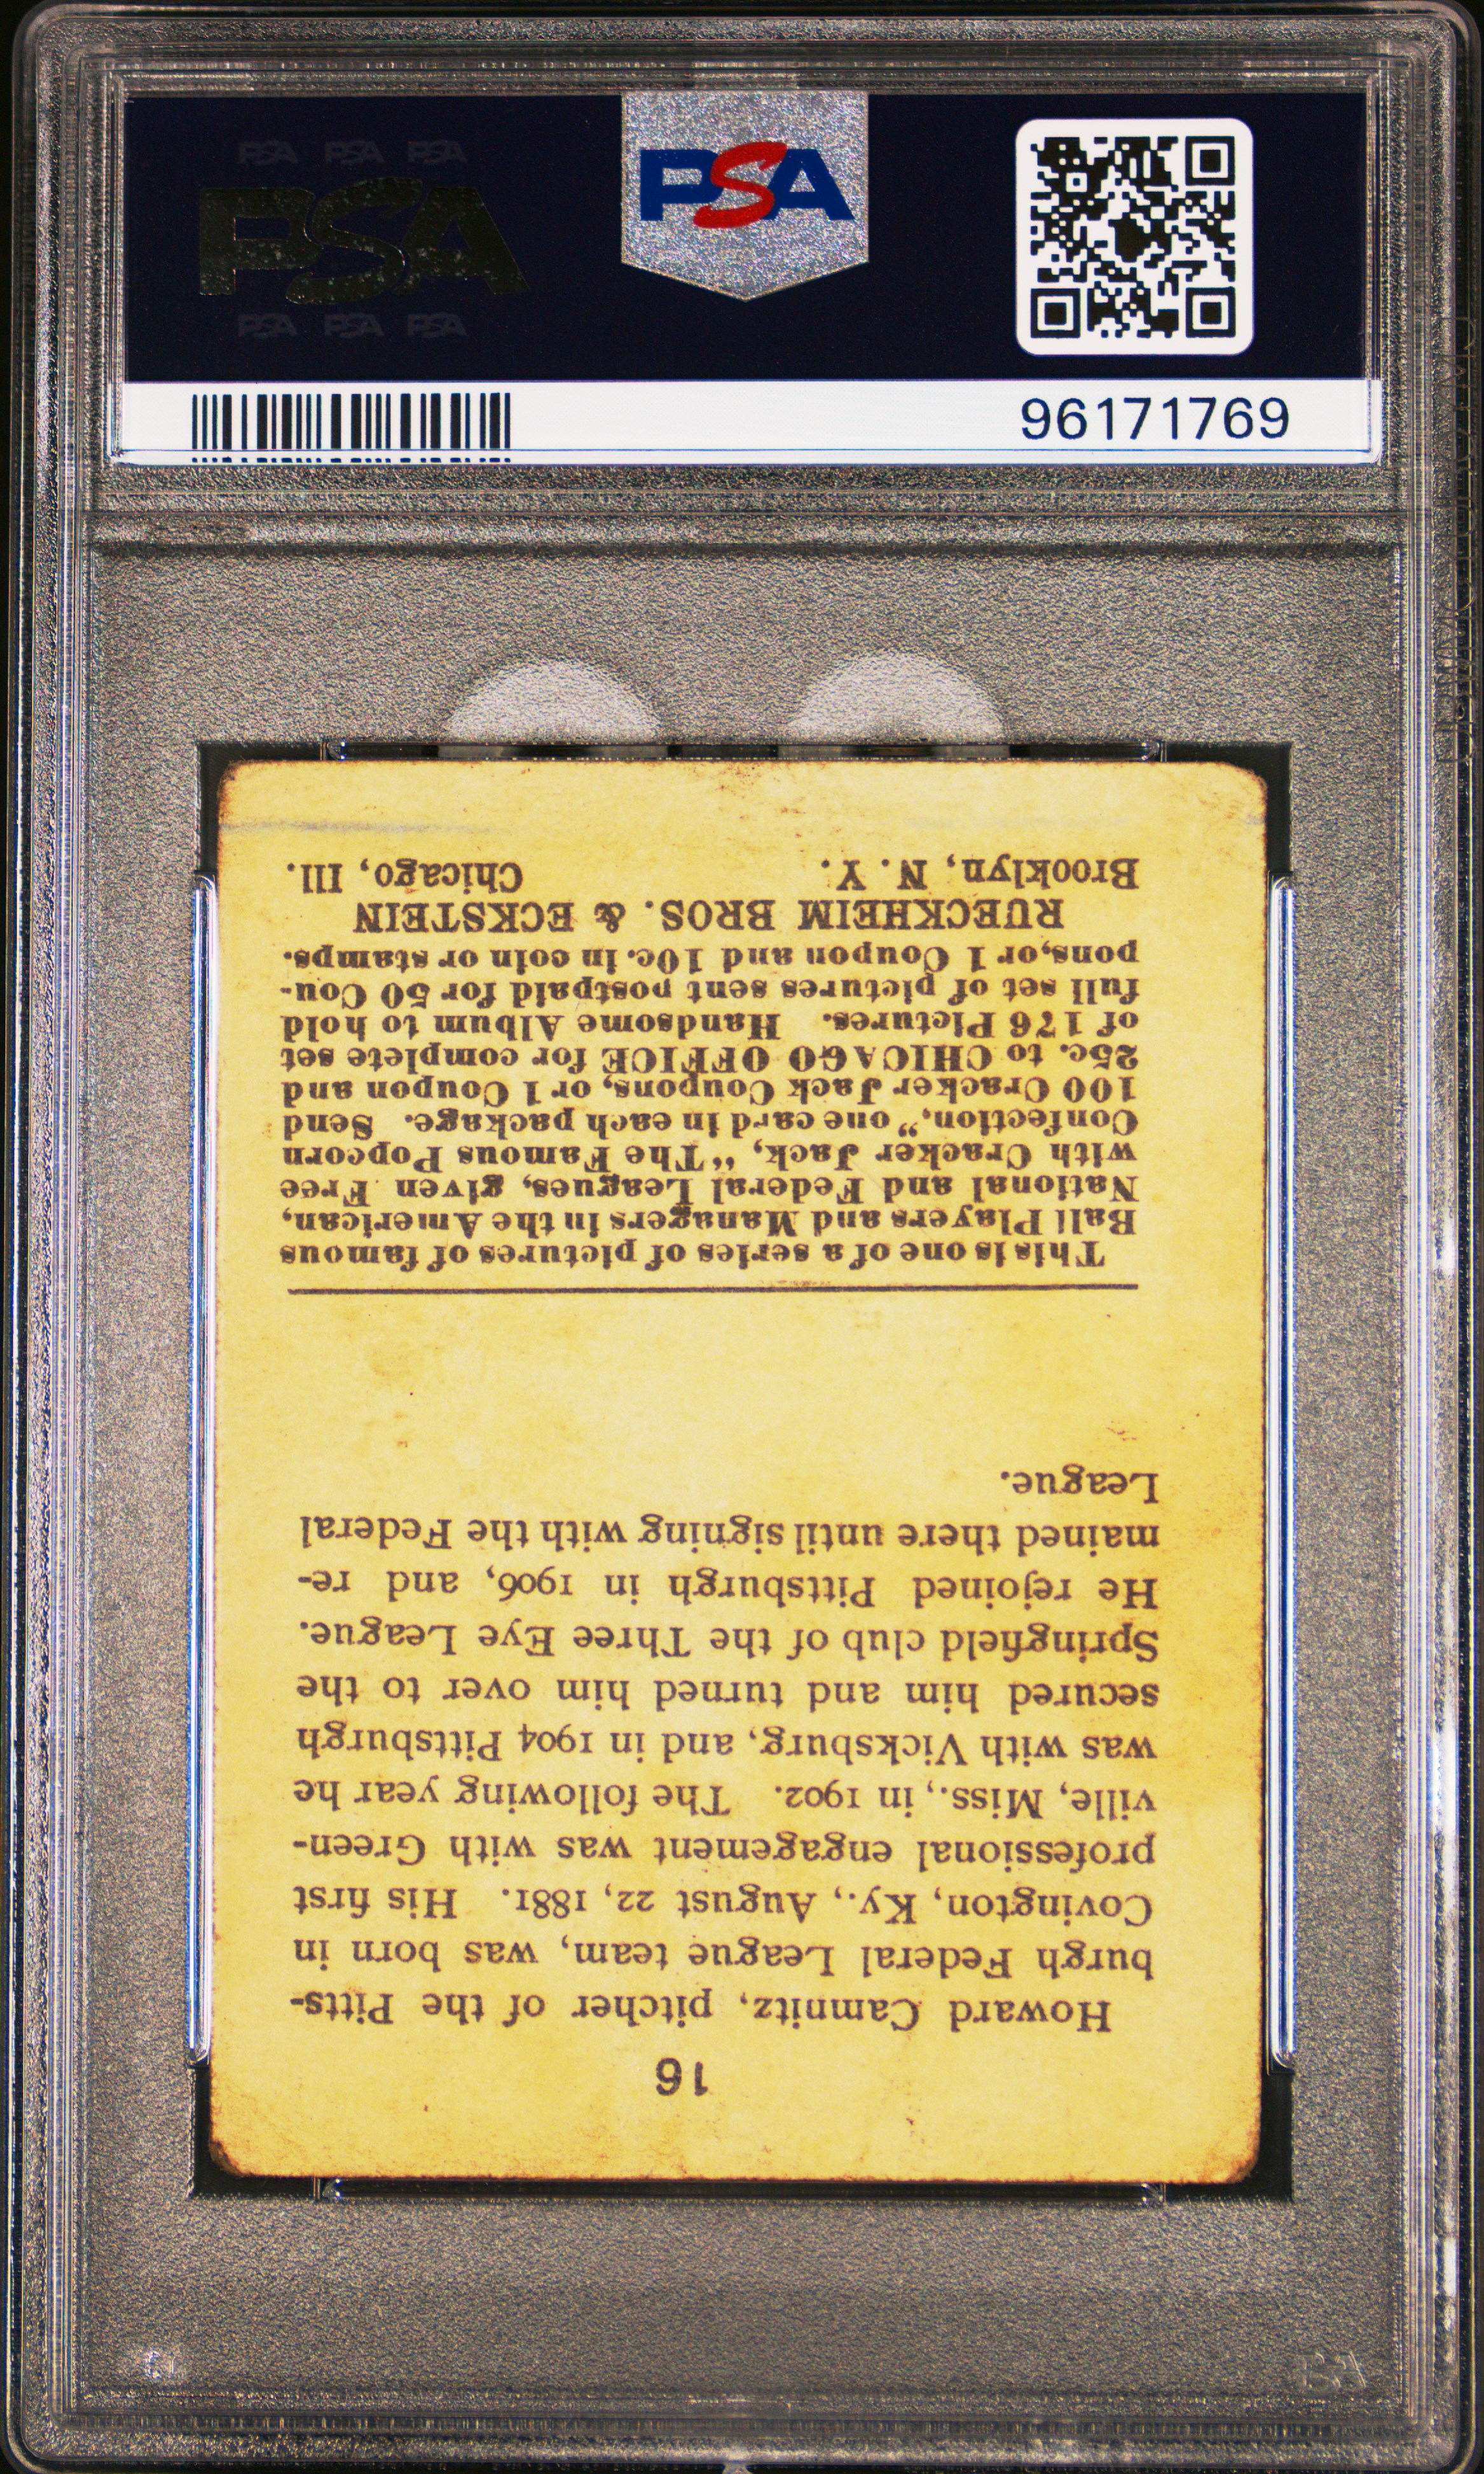 PSA PSA PSA
PSA
PSA PSA PSA
PSA
96171769
16
Howard Camnitz, pitcher of the Pitts-
burgh Federal League team, was born in
Covington, Ky., August 22, 1881. His first
professional engagement was with Green-
ville, Miss., in 1902. The following year he
was with Vicksburg, and in 1904 Pittsburgh
secured him and turned him over to the
Springfield club of the Three Eye League.
He rejoined Pittsburgh in 1906, and re-
mained there until signing with the Federal
League.
This is one of a series of pictures of famous
Ball Players and Managers in the American,
National and Federal Leagues, given Free
with Cracker Jack, "The Famous Popcorn
Confection," one card in each package. Send
100 Cracker Jack Coupons, or 1 Coupon and
25c. to CHICAGO OFFICE for complete set
of 176 Pictures. Handsome Album to hold
full set of pictures sent postpaid for 50 Cou-
pons, or 1 Coupon and 10c. in coin or stamps.
RUECKHEIM BROS. & ECKSTEIN
Brooklyn, N. Y. Chicago, Ill.